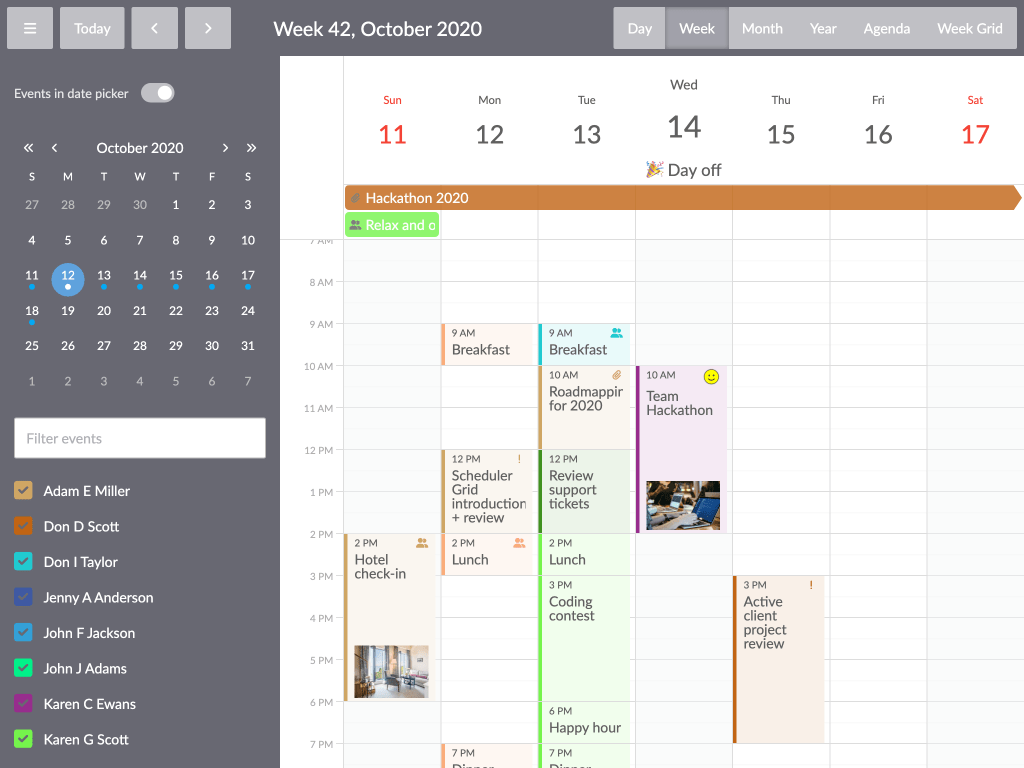 Today
Week 42, October 2020
Day Week Month Year Agenda Week Grid
Events in date picker
October 2020
S M T W T F S
27 28 29 30 1 2 3
4 5 6 7 8 9 10
11 12 13 14 15 16 17
18 19 20 21 22 23 24
25 26 27 28 29 30 31
1 2 3 4 5 6 7
Filter events
Adam E Miller
Don D Scott
Don I Taylor
Jenny A Anderson
John F Jackson
John J Adams
Karen C Ewans
Karen G Scott
Sun Mon Tue Wed Thu Fri Sat
11 12 13 14 15 16 17
🎉 Day off
Hackathon 2020
Relax and o
7 AM
8 AM
9 AM
10 AM
11 AM
12 PM
1 PM
2 PM
3 PM
4 PM
5 PM
6 PM
7 PM
2 PM
Hotel
check-in
9 AM
Breakfast
12 PM !
Scheduler
Grid
introduction
+ review
2 PM
Lunch
7 PM
Dinner
9 AM
Breakfast
10 AM
Roadmappir
for 2020
12 PM
Review
support
tickets
2 PM
Lunch
3 PM
Coding
contest
6 PM
Happy hour
7 PM
Dinner
10 AM
Team
Hackathon
3 PM !
Active
client
project
review